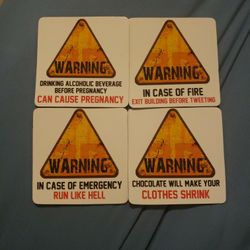 WARNING
DRINKING ALCOHOLIC BEVERAGE
BEFORE PREGNANCY
CAN CAUSE PREGNANCY
WARNING
IN CASE OF FIRE
EXIT BUILDING BEFORE TWEETING
WARNING
IN CASE OF EMERGENCY
RUN LIKE HELL
WARNING
CHOCOLATE WILL MAKE YOUR
CLOTHES SHRINK